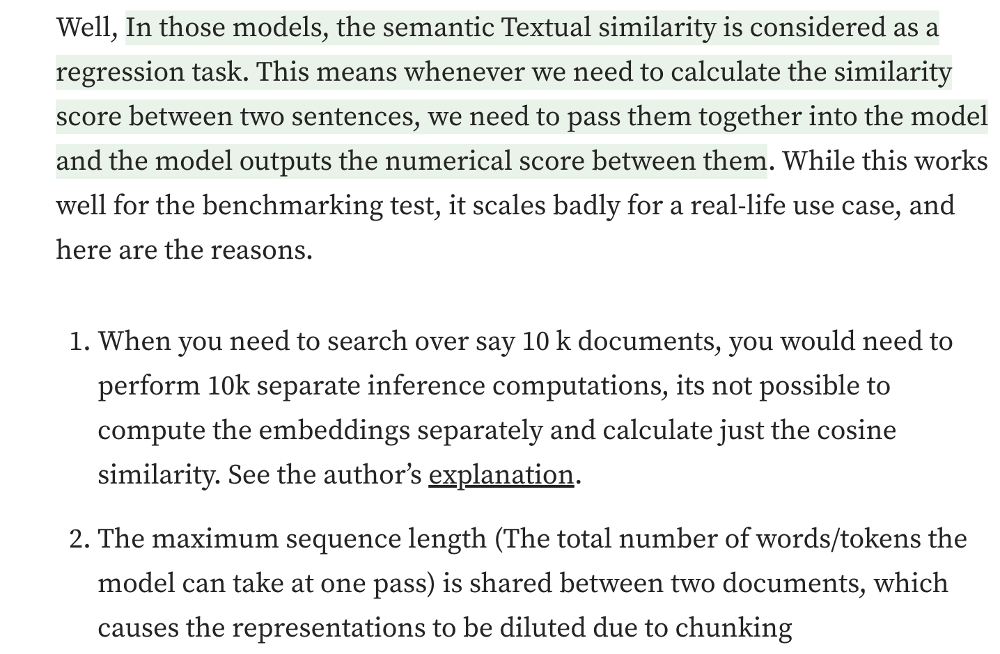 Well, In those models, the semantic Textual similarity is considered as a
regression task. This means whenever we need to calculate the similarity
score between two sentences, we need to pass them together into the model
and the model outputs the numerical score between them. While this works
well for the benchmarking test, it scales badly for a real-life use case, and
here are the reasons.
1. When you need to search over say 10 k documents, you would need to
perform 10k separate inference computations, its not possible to
compute the embeddings separately and calculate just the cosine
similarity. See the author’s explanation.
2. The maximum sequence length (The total number of words/tokens the
model can take at one pass) is shared between two documents, which
causes the representations to be diluted due to chunking